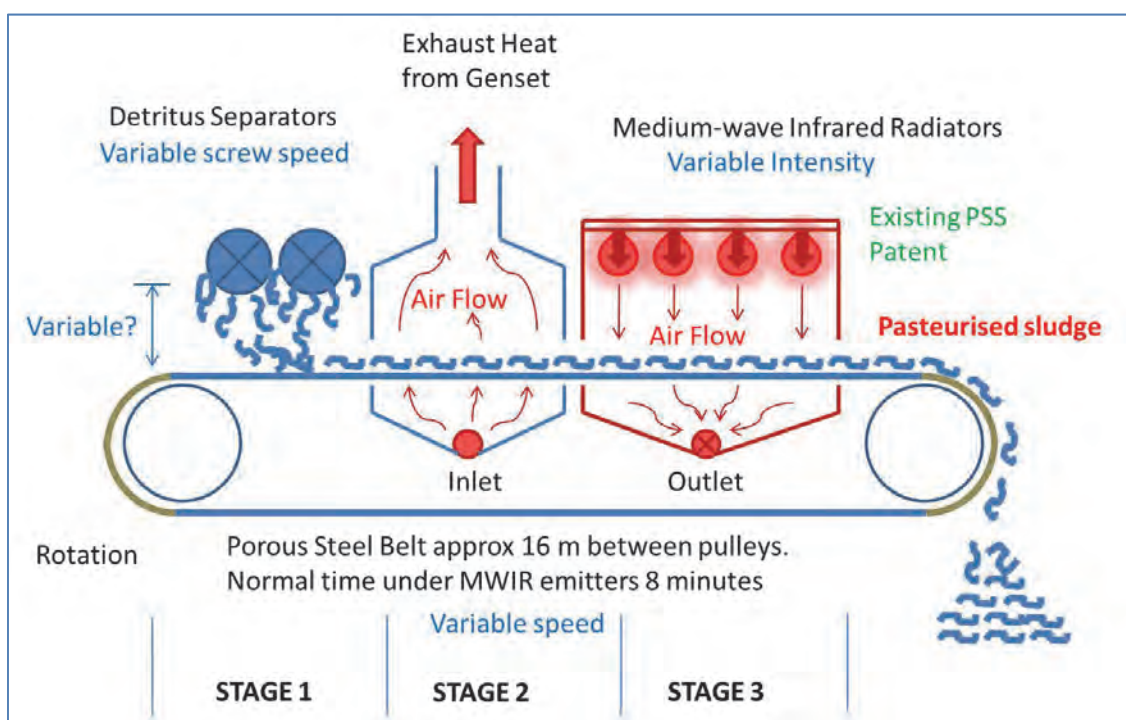 Exhaust Heat
from Genset
Detritus Separators
Variable screw speed
Medium-wave Infrared Radiators
Variable Intensity
Existing PSS
Patent
Variable?
Air Flow
Air Flow
Pasteurised sludge
Inlet
Outlet
Rotation
Porous Steel Belt approx 16 m between pulleys.
Normal time under MWIR emitters 8 minutes
Variable speed
STAGE 1
STAGE 2
STAGE 3